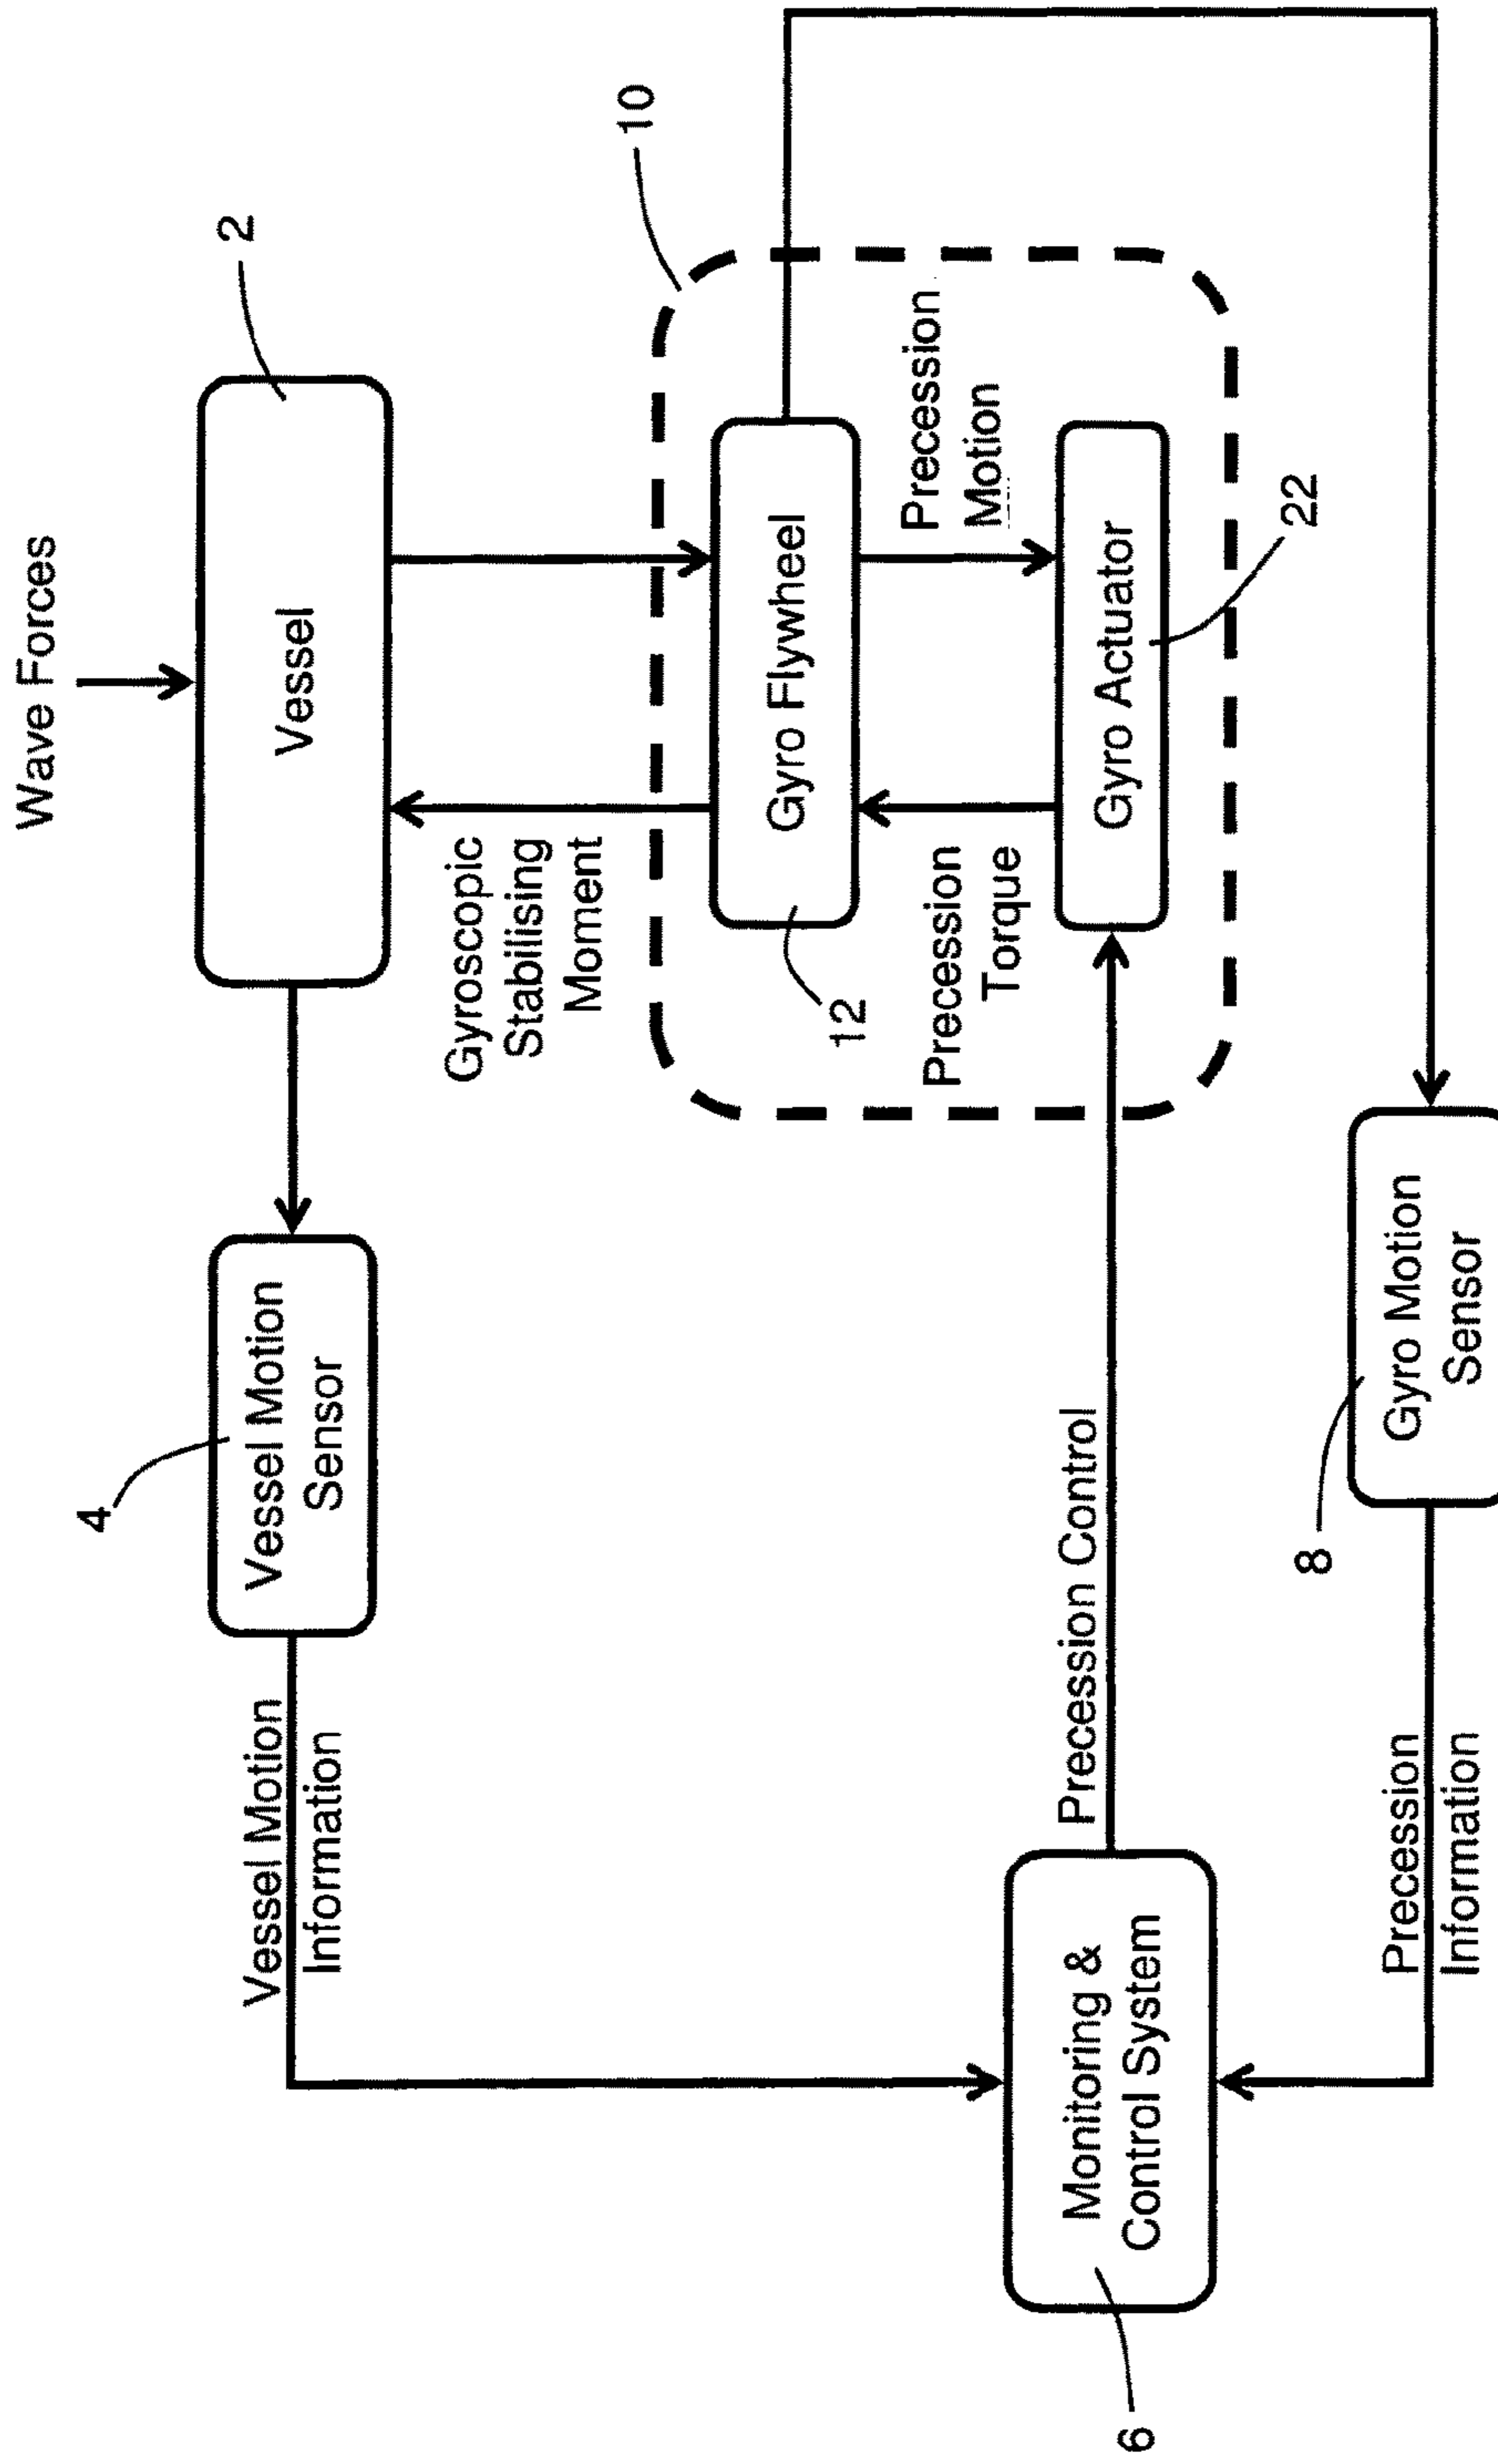 Wave Forces
2
Vessel
4
Vessel Motion
Sensor
Vessel Motion
Information
Gyroscopic
Stabilising
Moment
10
Gyro Flywheel
12
Precession
Motion
Precession
Torque
Gyro Actuator
22
Precession Control
Monitoring &
Control System
6
Gyro Motion
Sensor
8
Precession
Information